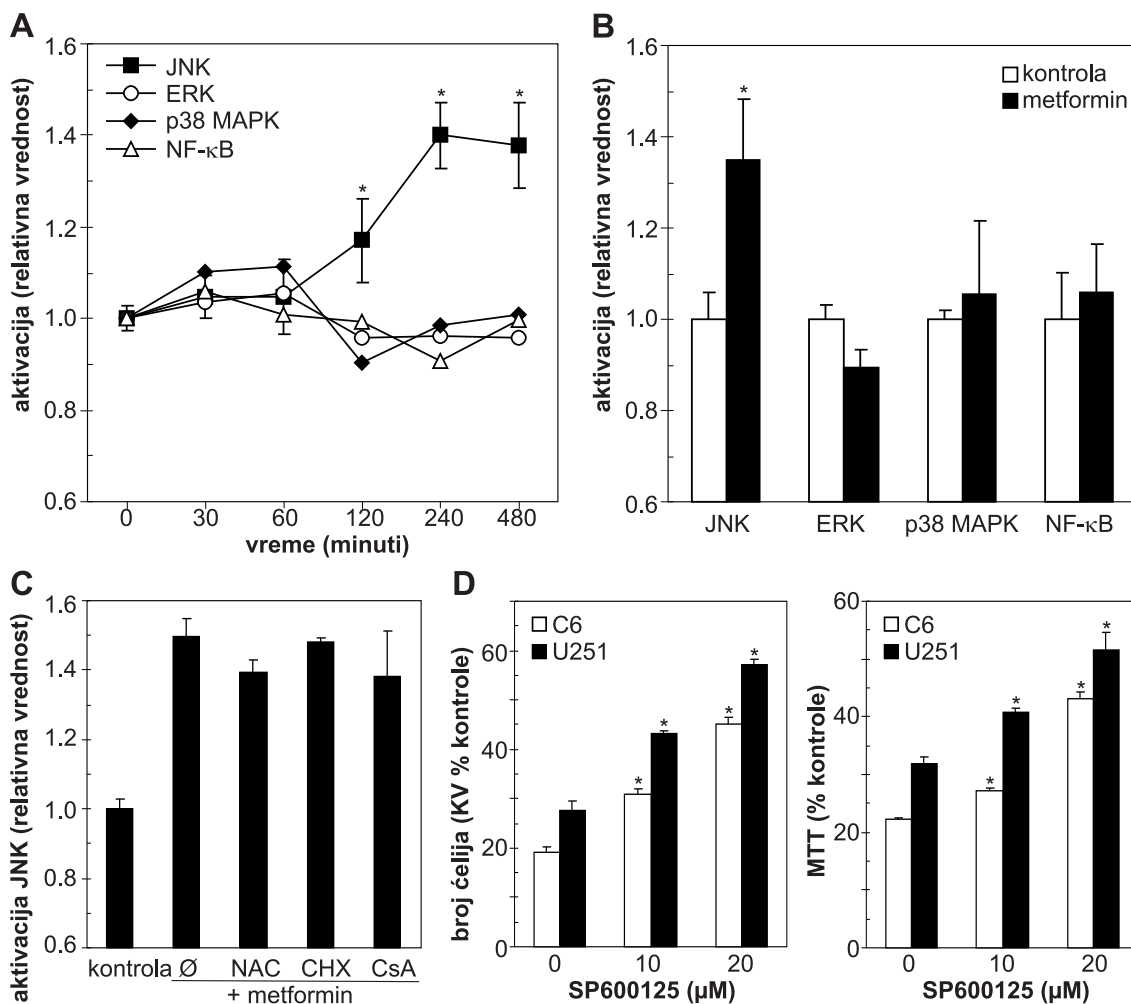 A
aktivacija (relativna vrednost)
1.6
1.4
1.2
1.0
0.8
0.6
JNK
ERK
p38 MAPK
NF-κB
*
*
*
0 30 60 120 240 480
vreme (minuti)
B
aktivacija (relativna vrednost)
1.6
1.4
1.2
1.0
0.8
0.6
kontrola
metformin
*
JNK ERK p38 MAPK NF-κB
C
aktivacija JNK (relativna vrednost)
1.6
1.4
1.2
1.0
0.8
0.6
kontrola Ø NAC CHX CsA
+ metformin
D
broj ćelija (KV % kontrole)
60
40
20
0
C6
U251
*
*
*
*
0 10 20
SP600125 (µM)
MTT (% kontrole)
60
40
20
0
C6
U251
*
*
*
*
0 10 20
SP600125 (µM)